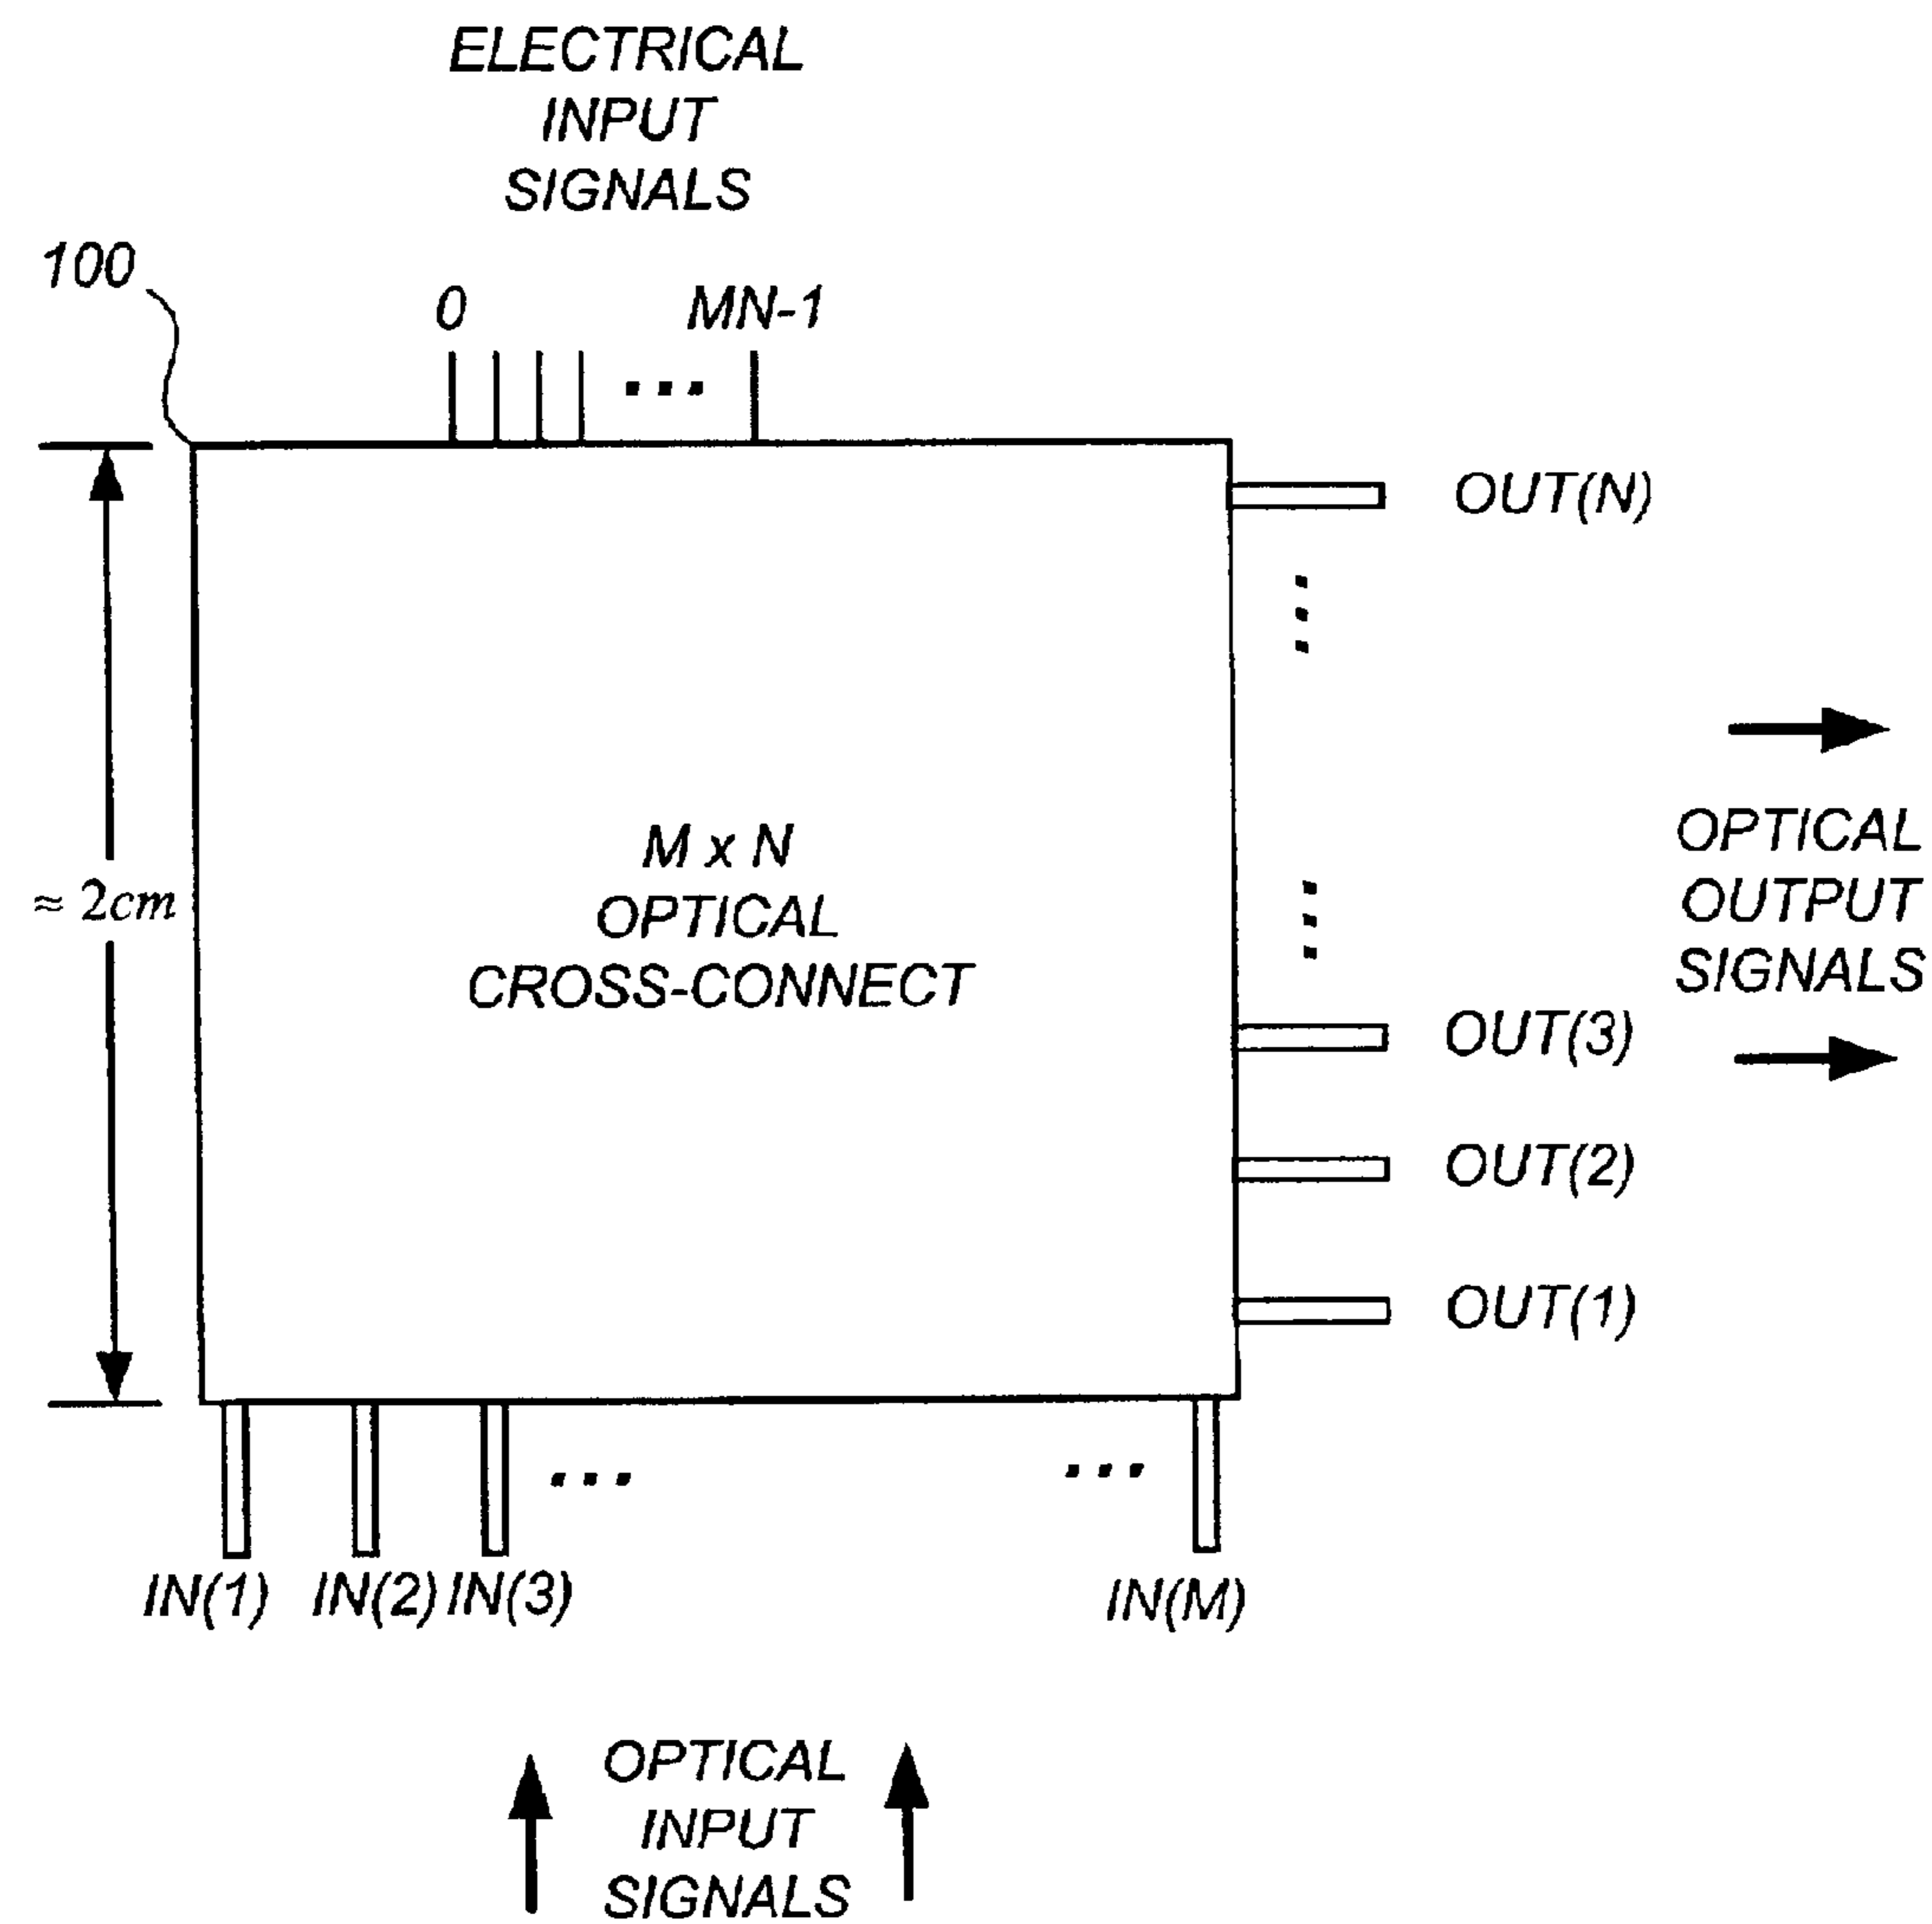 ELECTRICAL
INPUT
SIGNALS
100
0
MN-1
OUT(N)
M x N
OPTICAL
CROSS-CONNECT
≈ 2cm
OPTICAL
OUTPUT
SIGNALS
OUT(3)
OUT(2)
OUT(1)
IN(1)
IN(2)
IN(3)
IN(M)
OPTICAL
INPUT
SIGNALS